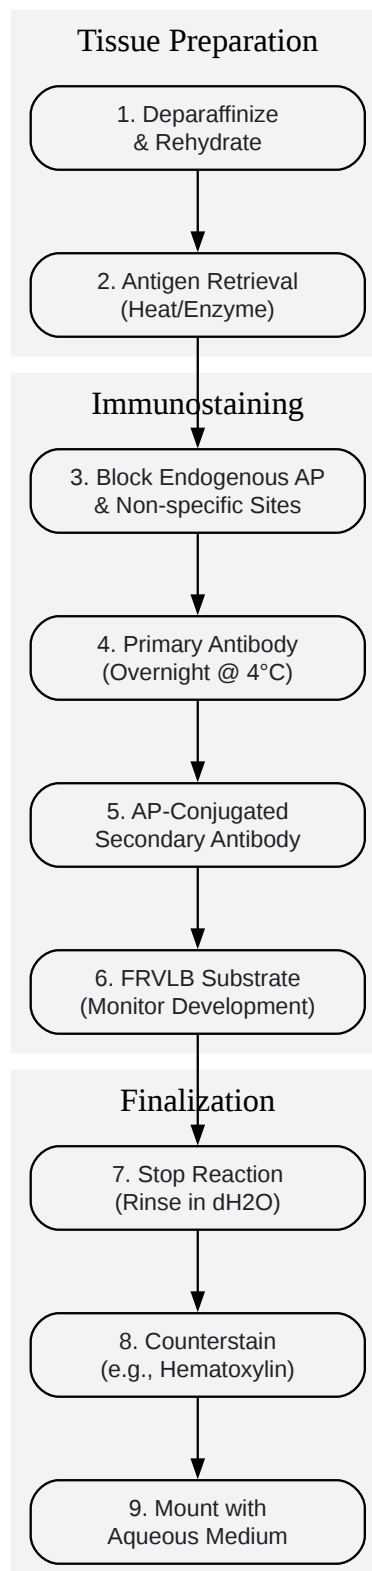 Tissue Preparation
1. Deparaffinize
& Rehydrate
2. Antigen Retrieval
(Heat/Enzyme)
Immunostaining
3. Block Endogenous AP
& Non-specific Sites
4. Primary Antibody
(Overnight @ 4°C)
5. AP-Conjugated
Secondary Antibody
6. FRVLB Substrate
(Monitor Development)
Finalization
7. Stop Reaction
(Rinse in dH2O)
8. Counterstain
(e.g., Hematoxylin)
9. Mount with
Aqueous Medium